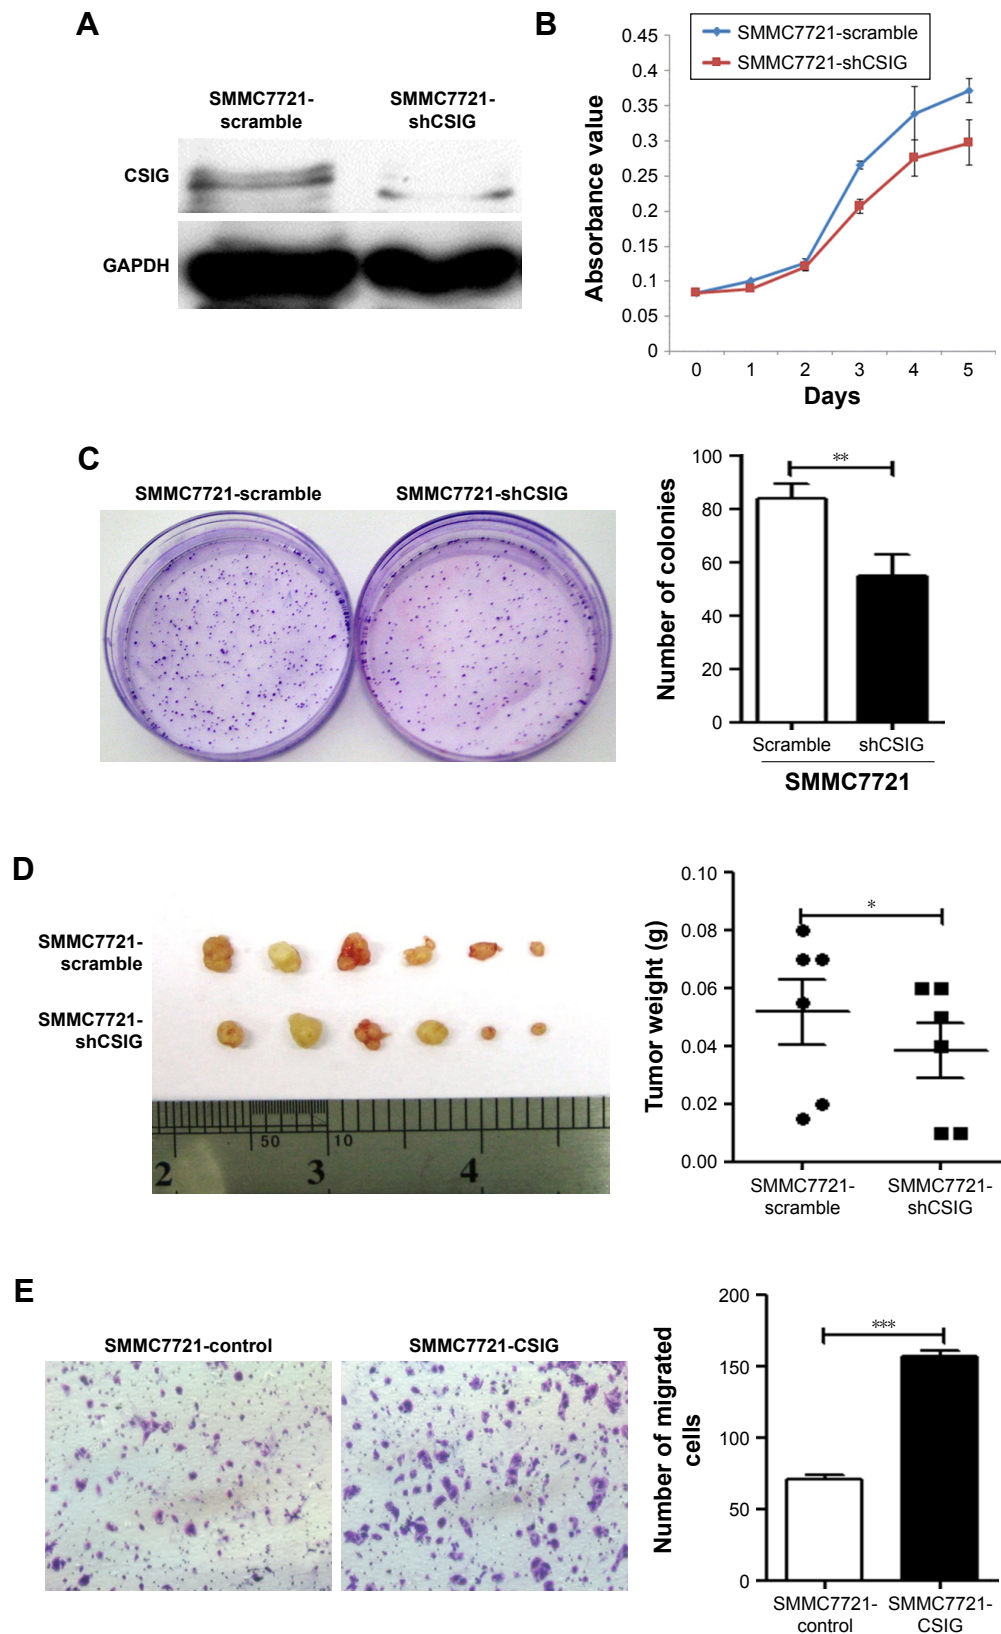 A
SMMC7721-
scramble
SMMC7721-
shCSIG
CSIG
GAPDH
B
SMMC7721-scramble
SMMC7721-shCSIG
Absorbance value
0.45
0.4
0.35
0.3
0.25
0.2
0.15
0.1
0.05
0
0 1 2 3 4 5
Days
C
SMMC7721-scramble
SMMC7721-shCSIG
Number of colonies
100
80
60
40
20
0
**
Scramble
shCSIG
SMMC7721
D
SMMC7721-
scramble
SMMC7721-
shCSIG
50
10
2
3
4
Tumor weight (g)
0.10
0.08
0.06
0.04
0.02
0.00
*
SMMC7721-
scramble
SMMC7721-
shCSIG
E
SMMC7721-control
SMMC7721-CSIG
Number of migrated
cells
200
150
100
50
0
***
SMMC7721-
control
SMMC7721-
CSIG